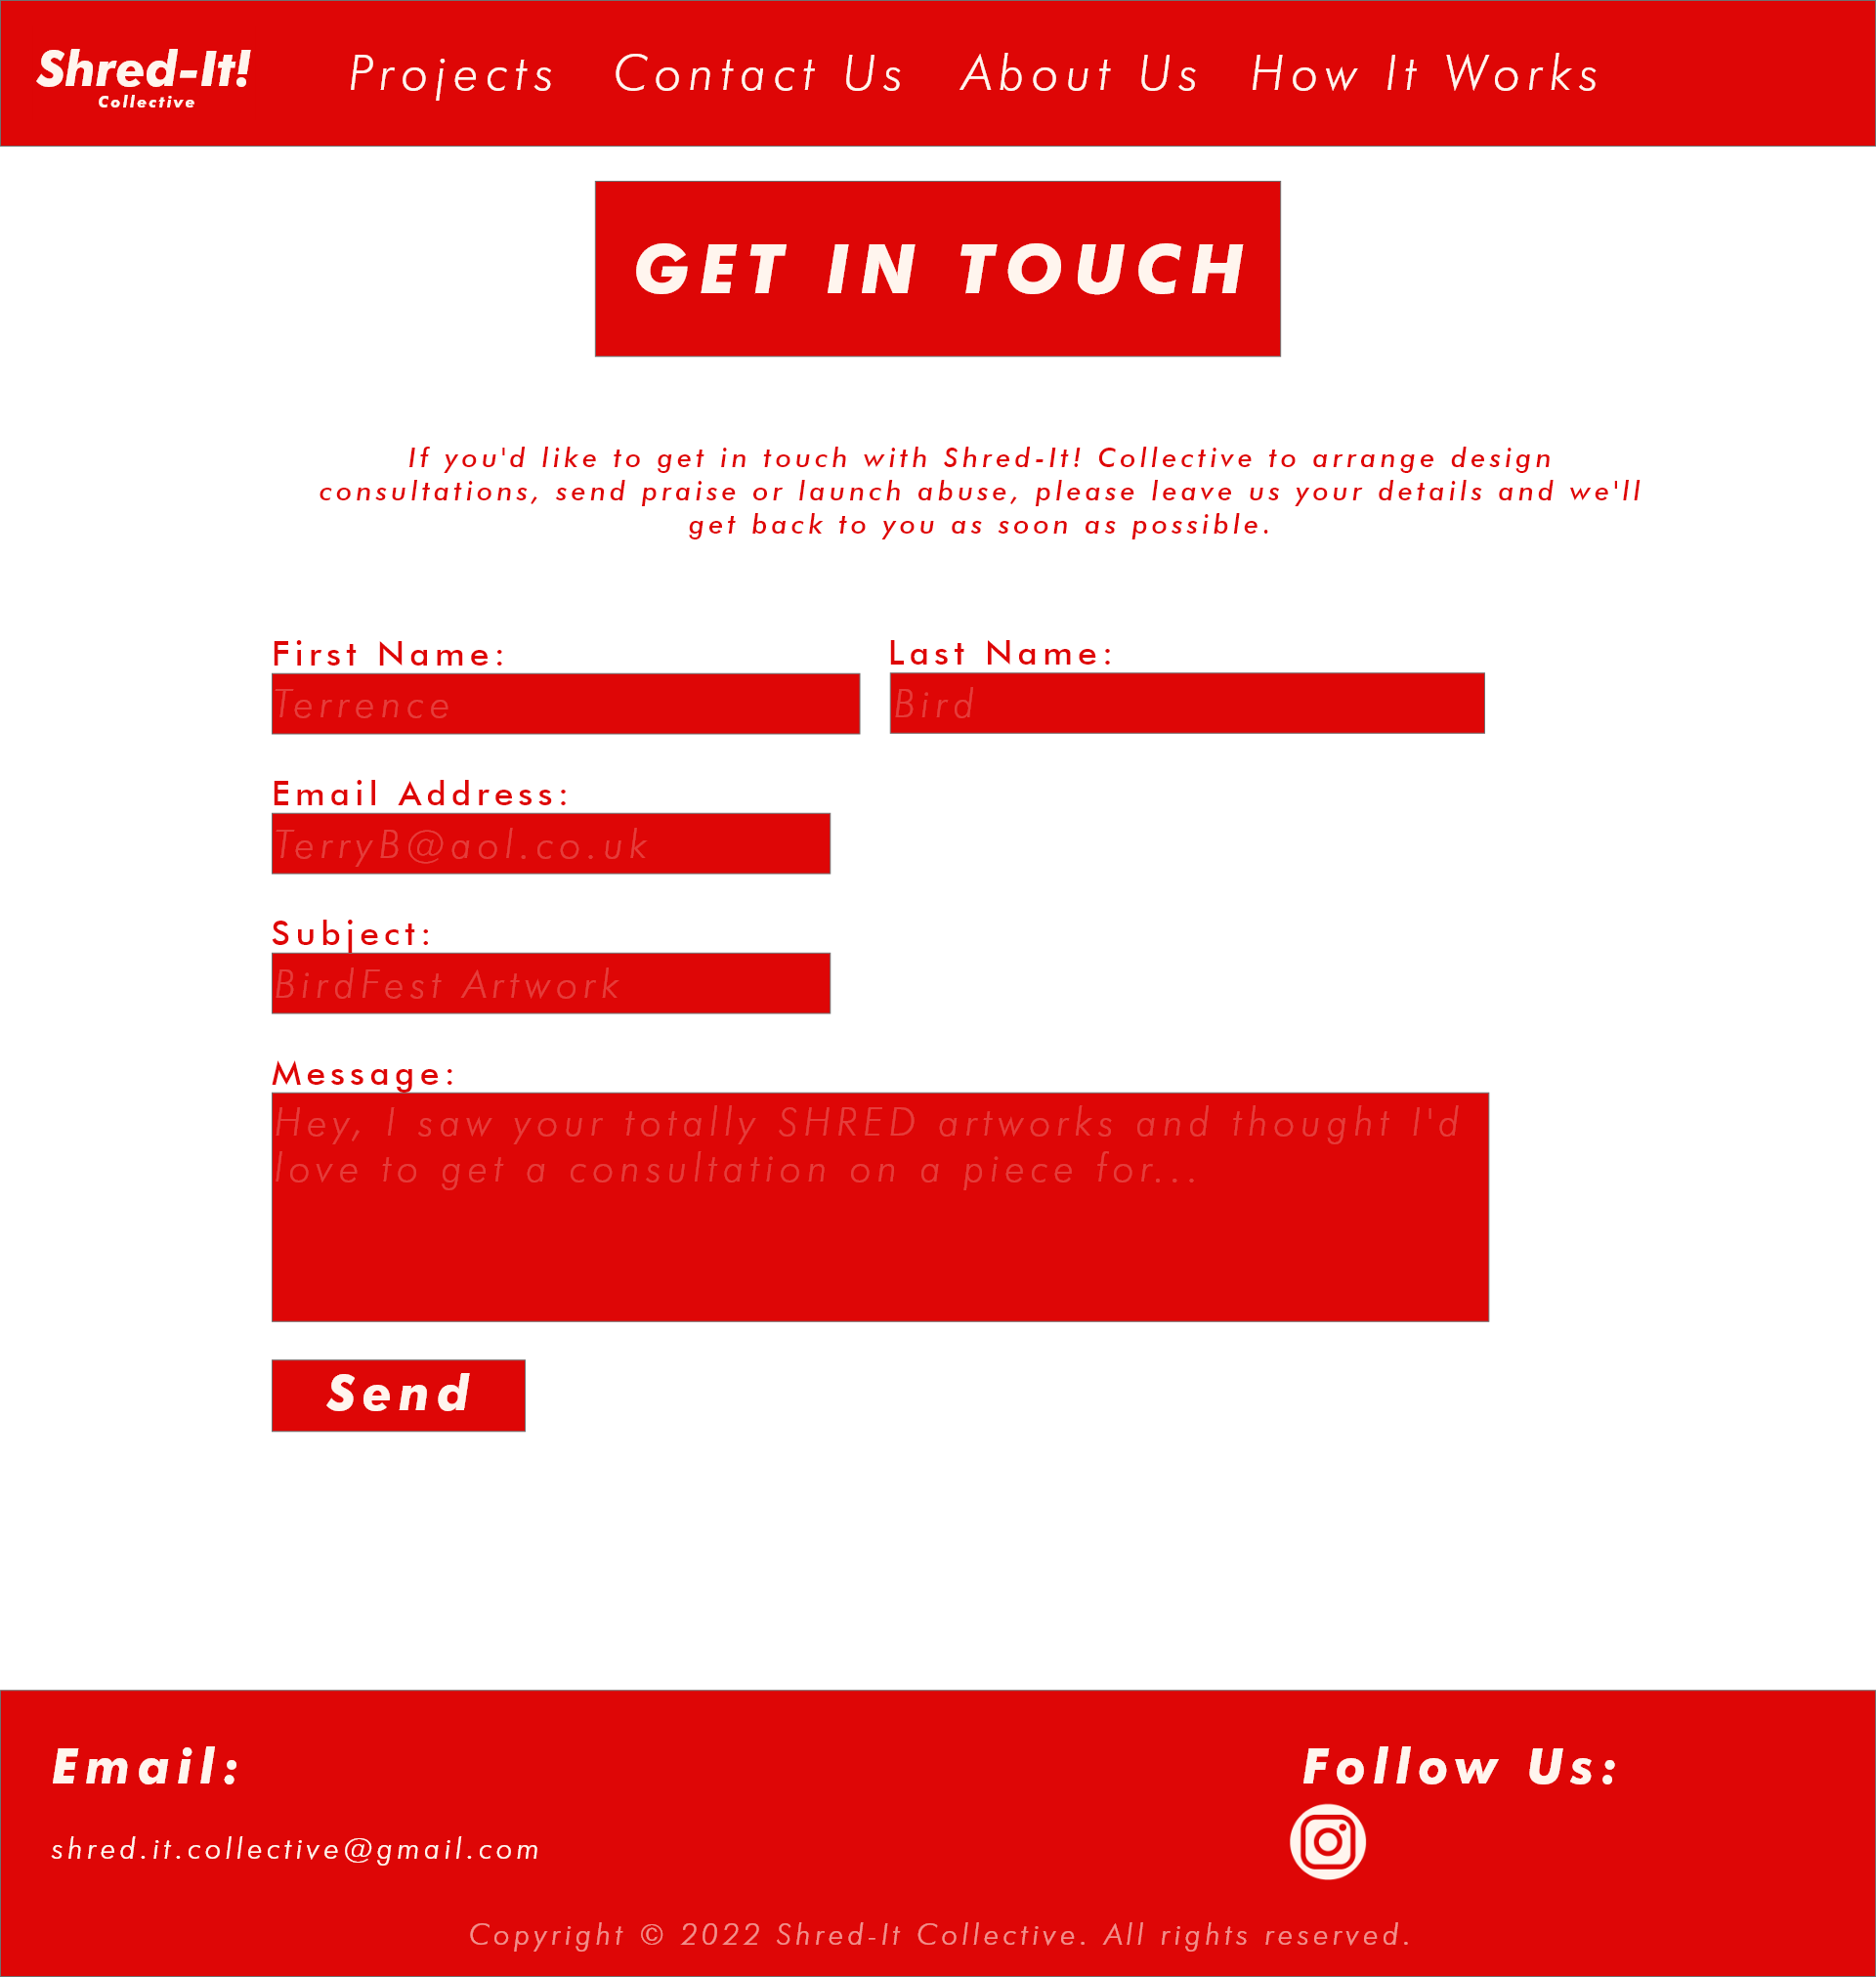 Shred-It!
Collective
Projects Contact Us About Us How It Works
GET IN TOUCH
If you'd like to get in touch with Shred-It! Collective to arrange design
consultations, send praise or launch abuse, please leave us your details and we'll
get back to you as soon as possible.
First Name: Last Name:
Terrence Bird
Email Address:
TerryB@aol.co.uk
Subject:
BirdFest Artwork
Message:
Hey, I saw your totally SHRED artworks and thought I'd
love to get a consultation on a piece for...
Send
Email: Follow Us:
shred.it.collective@gmail.com
Copyright © 2022 Shred-It Collective. All rights reserved.